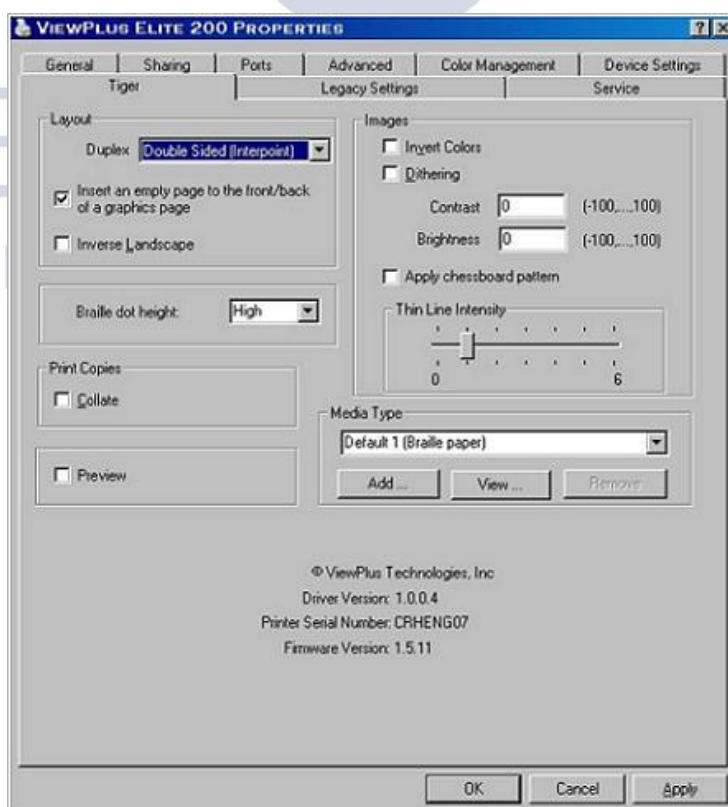 VIEWPLUS ELITE 200 PROPERTIES
General Sharing Ports Advanced Color Management Device Settings
Tiger Legacy Settings Service
Layout
Duplex Double Sided (Interpoint)
Insert an empty page to the front/back
of a graphics page
Inverse Landscape
Braille dot height: High
Print Copies
Collate
Preview
Images
Invert Colors
Dithering
Contrast 0 (-100,...,100)
Brightness 0 (-100,...,100)
Apply chessboard pattern
Thin Line Intensity
0 6
Media Type
Default 1 (Braille paper)
Add ... View ... Remove
© ViewPlus Technologies, Inc
Driver Version: 1.0.0.4
Printer Serial Number: CRHENG07
Firmware Version: 1.5.11
OK Cancel Apply